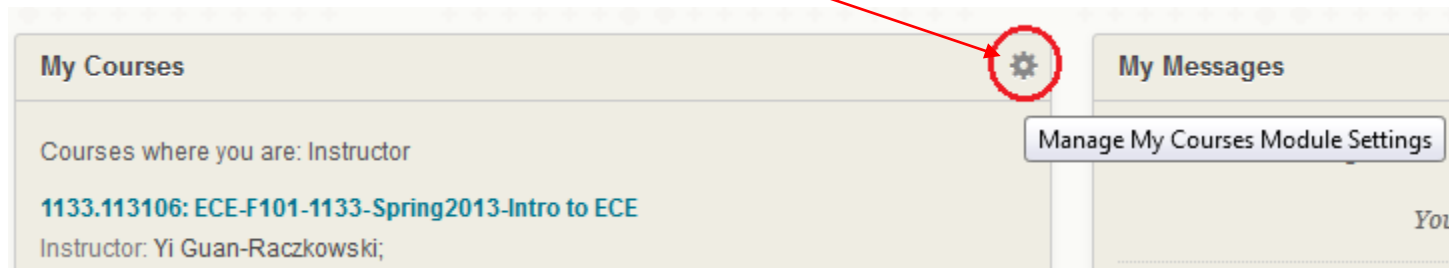 My Courses
My Messages
Manage My Courses Module Settings
Courses where you are: Instructor
1133.113106: ECE-F101-1133-Spring2013-Intro to ECE
Instructor: Yi Guan-Raczkowski;